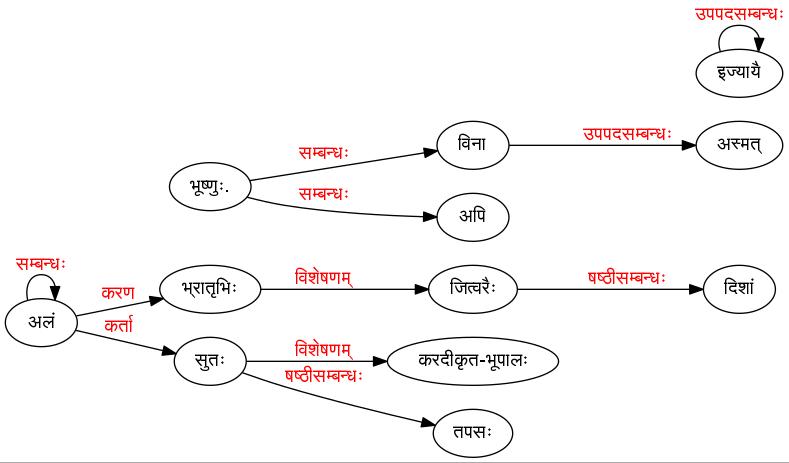 उपपदसम्बन्धः
इज्यायै
सम्बन्धः
विना
उपपदसम्बन्धः
अस्मत्
भूष्णुः.
सम्बन्धः
अपि
सम्बन्धः
अलं
करण
भ्रातृभिः
विशेषणम्
जित्वरैः
षष्ठीसम्बन्धः
दिशां
कर्ता
सुतः
विशेषणम्
करदीकृत-भूपालः
षष्ठीसम्बन्धः
तपसः